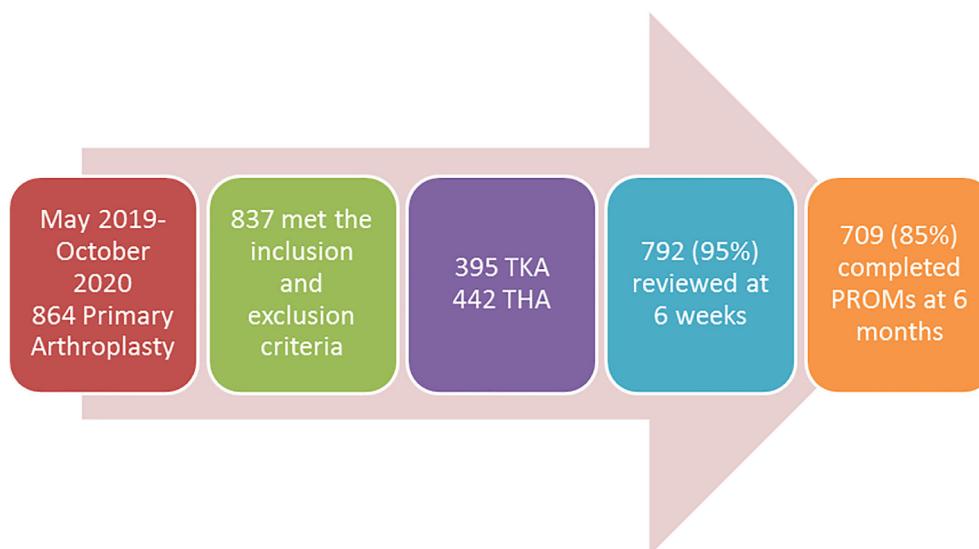 May 2019-
October
2020
864 Primary
Arthroplasty
837 met the
inclusion
and
exclusion
criteria
395 TKA
442 THA
792 (95%)
reviewed at
6 weeks
709 (85%)
completed
PROMs at 6
months